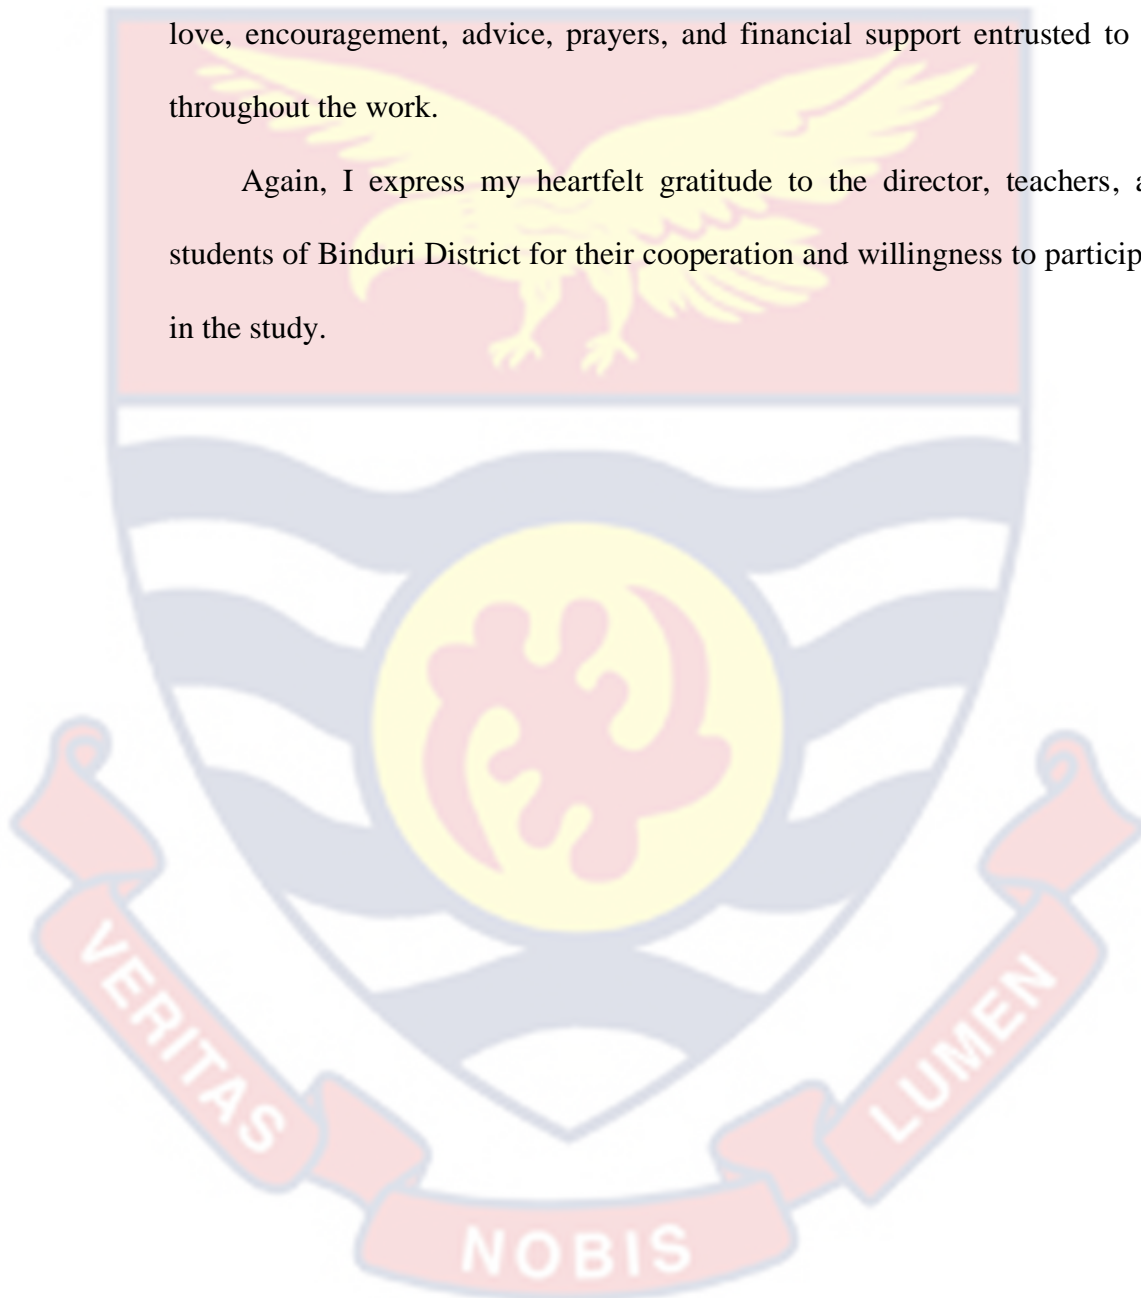 love, encouragement, advice, prayers, and financial support entrusted to
throughout the work.
Again, I express my heartfelt gratitude to the director, teachers, a
students of Binduri District for their cooperation and willingness to particip
in the study.
VERITAS
NOBIS
LUMEN